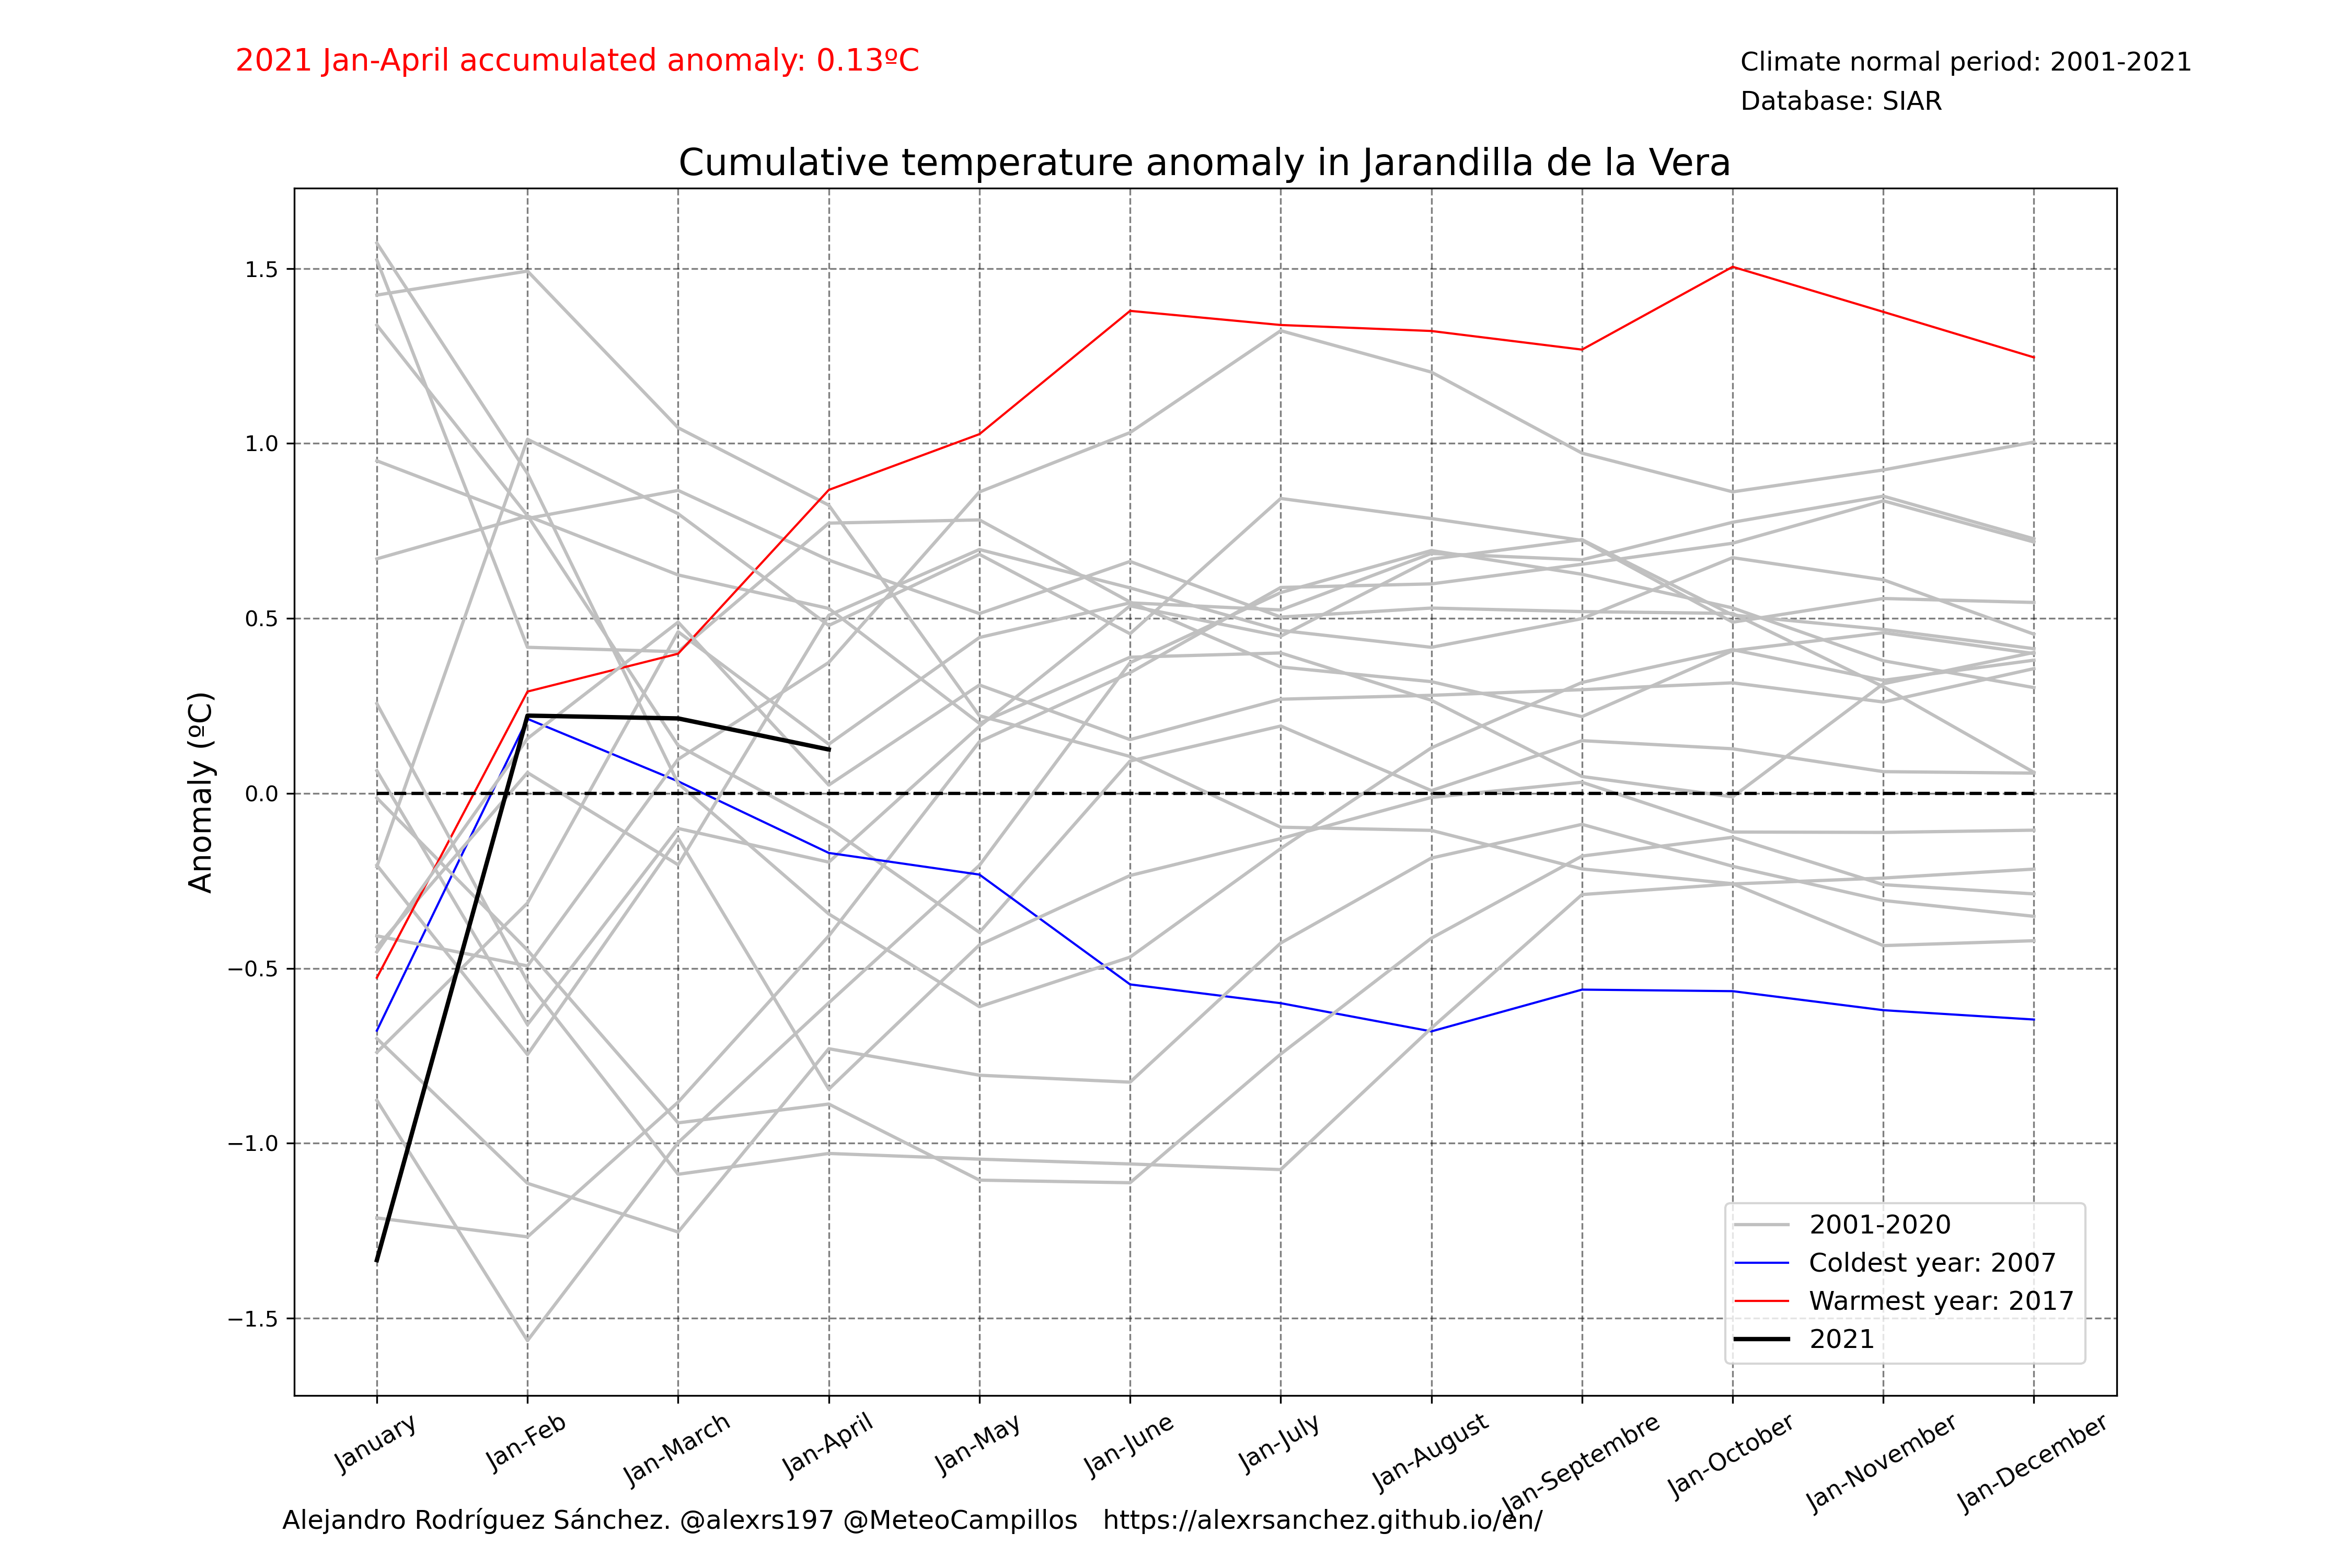 2021 Jan-April accumulated anomaly: 0.13ºC
Climate normal period: 2001-2021
Database: SIAR
Cumulative temperature anomaly in Jarandilla de la Vera
Anomaly (ºC)
1.5
1.0
0.5
0.0
−0.5
−1.0
−1.5
2001-2020
Coldest year: 2007
Warmest year: 2017
2021
January
Jan-Feb
Jan-March
Jan-April
Jan-May
Jan-June
Jan-July
Jan-August
Jan-Septembre
Jan-October
Jan-November
Jan-December
Alejandro Rodríguez Sánchez. @alexrs197 @MeteoCampillos https://alexrsanchez.github.io/en/